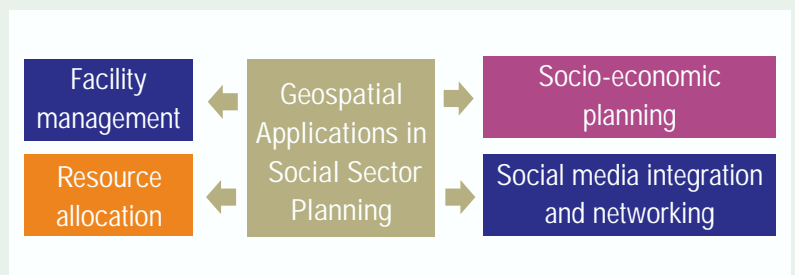 Facility
management
Resource
allocation
Geospatial
Applications in
Social Sector
Planning
Socio-economic
planning
Social media integration
and networking